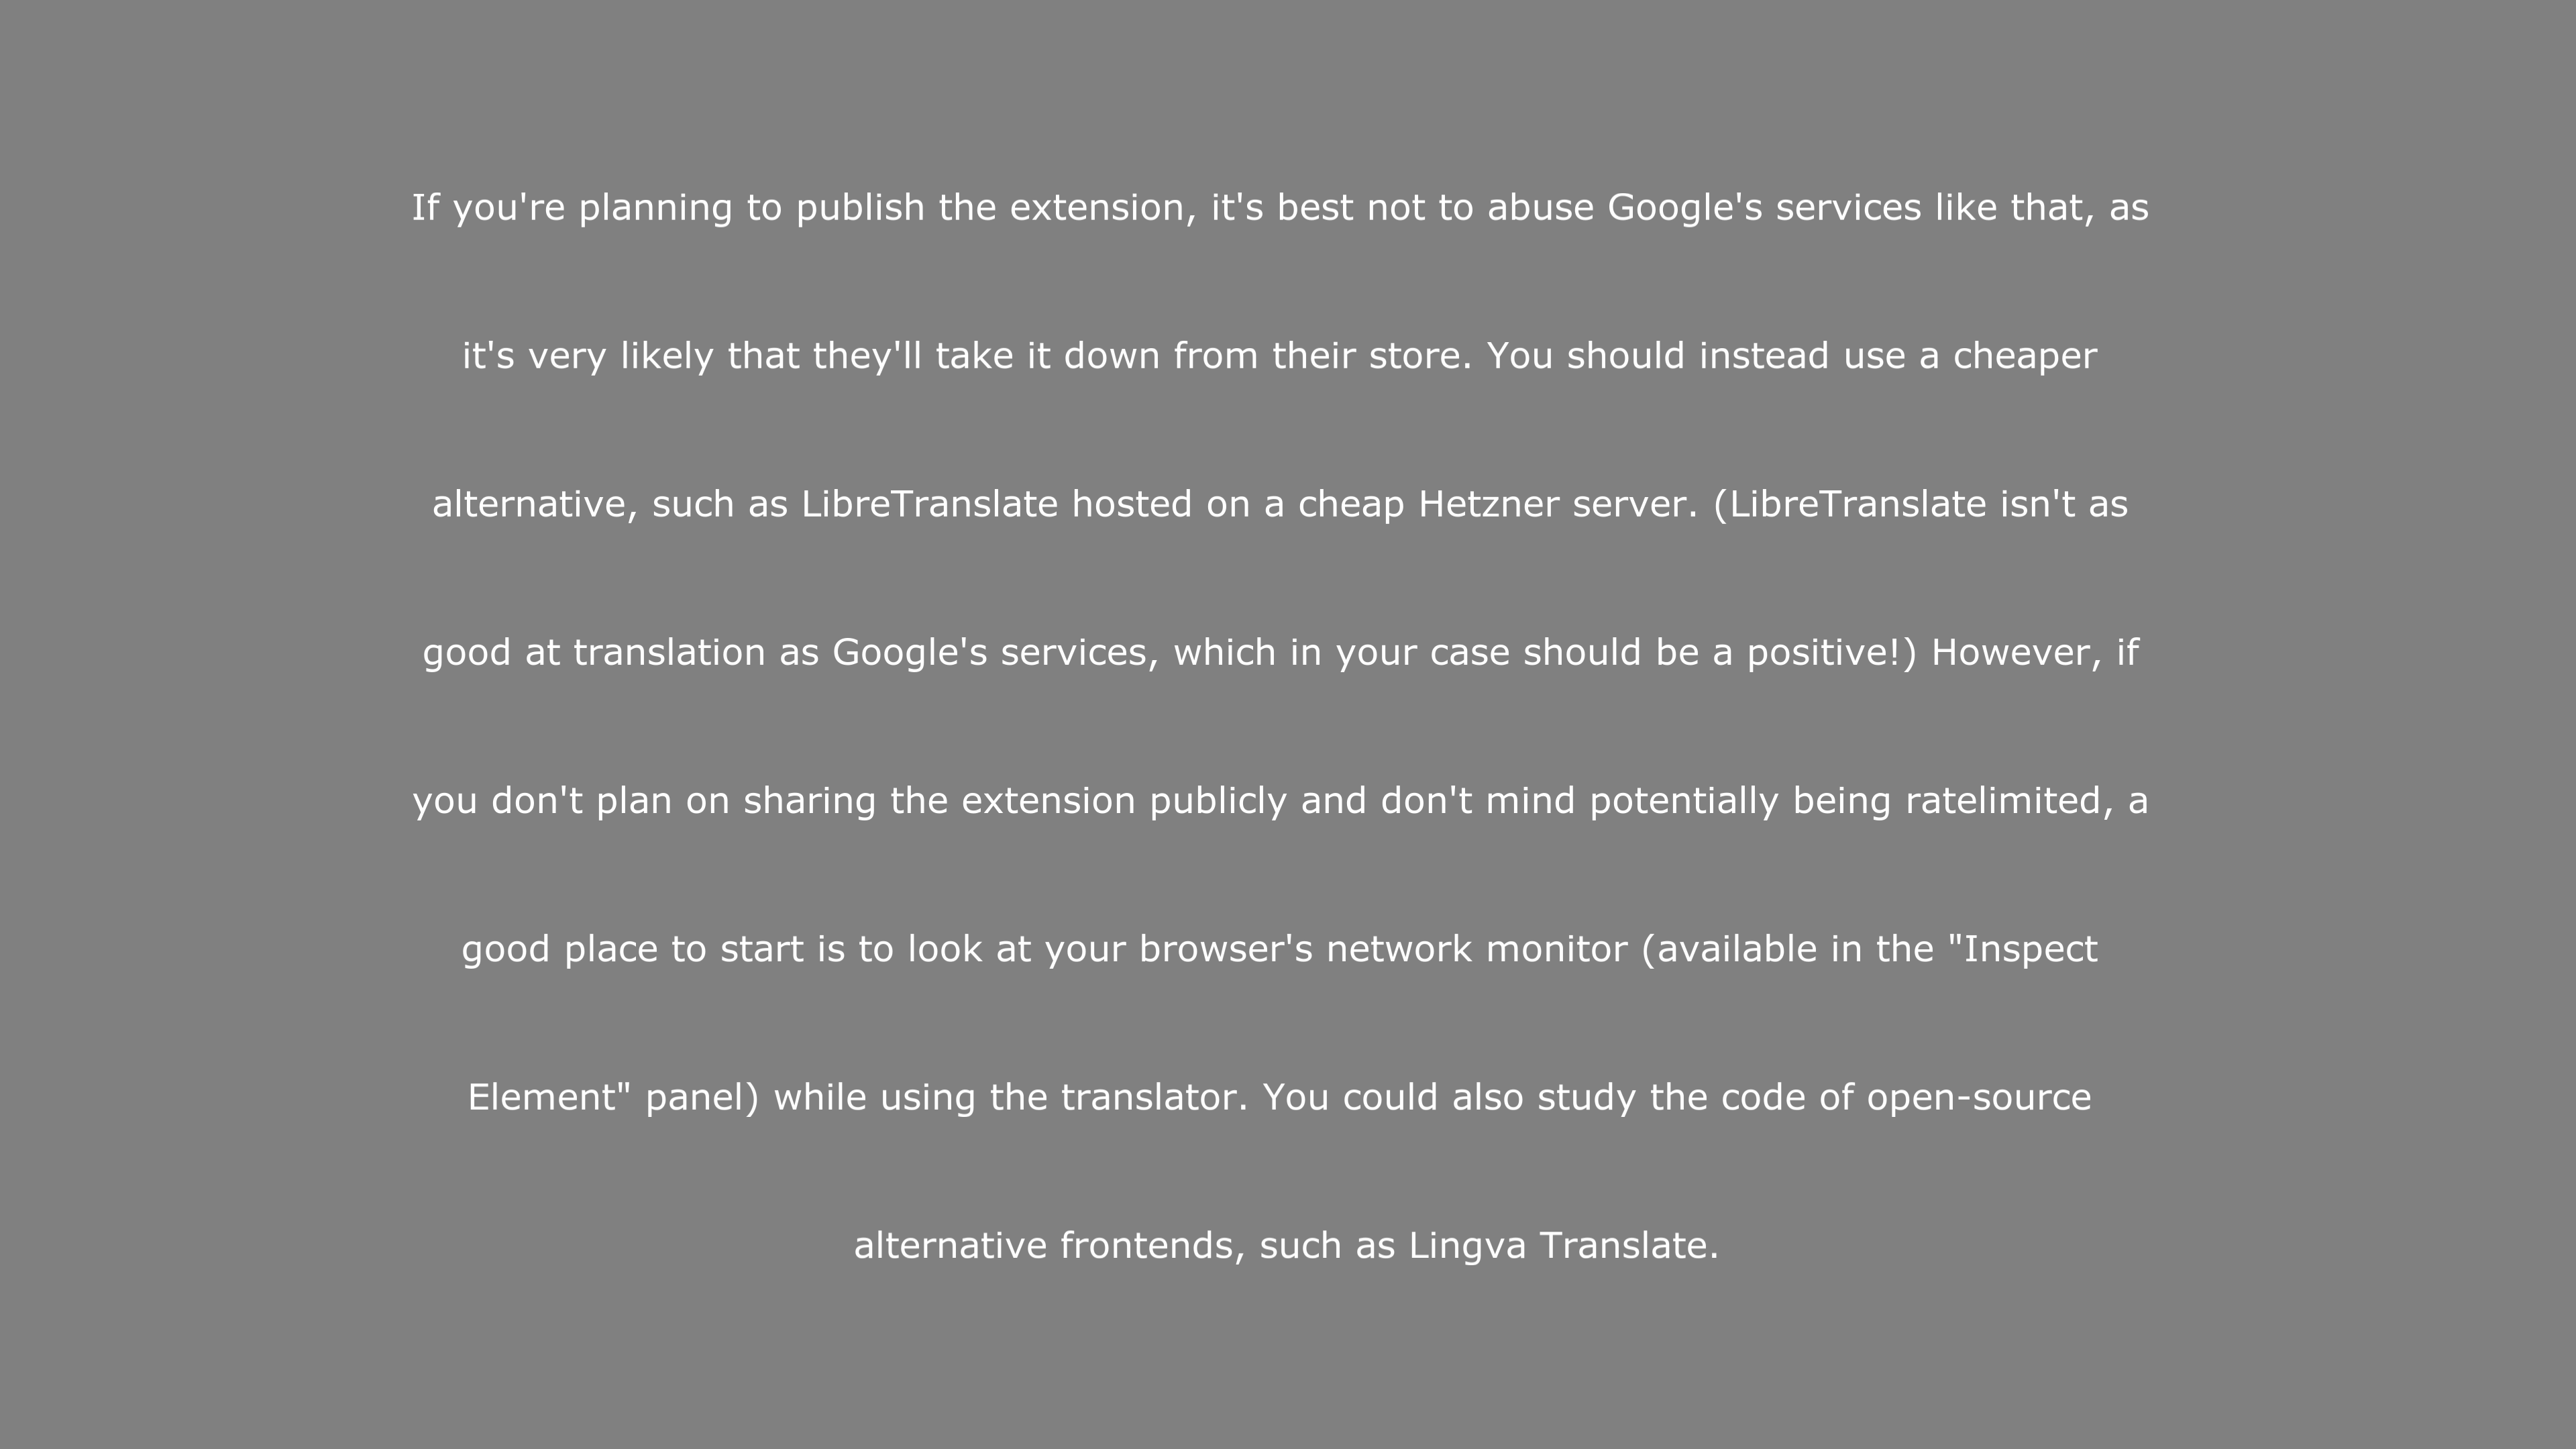 If you're planning to publish the extension, it's best not to abuse Google's services like that, as
it's very likely that they'll take it down from their store. You should instead use a cheaper
alternative, such as LibreTranslate hosted on a cheap Hetzner server. (LibreTranslate isn't as
good at translation as Google's services, which in your case should be a positive!) However, if
you don't plan on sharing the extension publicly and don't mind potentially being ratelimited, a
good place to start is to look at your browser's network monitor (available in the "Inspect
Element" panel) while using the translator. You could also study the code of open-source
alternative frontends, such as Lingva Translate.